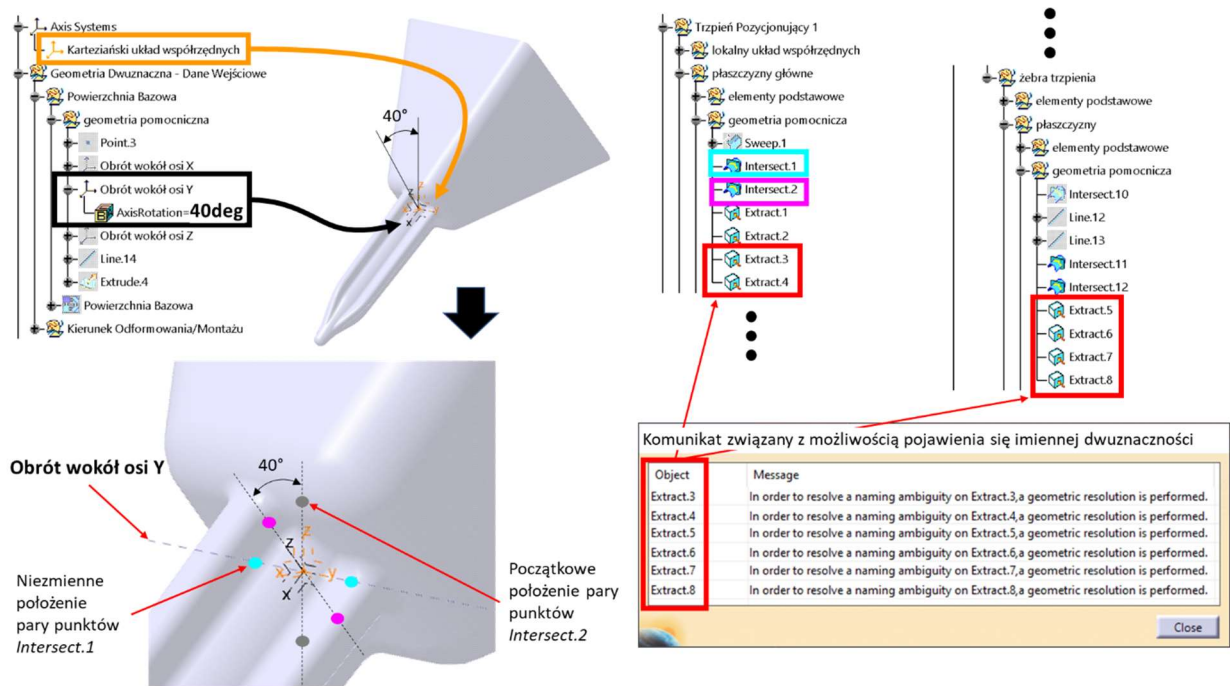 Axis Systems
Karteziański układ współrzędnych
Geometria Dwuznaczna - Dane Wejściowe
Powierzchnia Bazowa
geometria pomocniczna
Point.3
Obrót wokół osi X
Obrót wokół osi Y
AxisRotation=40deg
Obrót wokół osi Z
Line.14
Extrude.4
Powierzchnia Bazowa
Kierunek Odformowania/Montażu
40°
z
z
x
y
x
Trzpień Pozycjonujący 1
lokalny układ współrzędnych
płaszczyzny główne
elementy podstawowe
geometria pomocnicza
Sweep.1
Intersect.1
Intersect.2
Extract.1
Extract.2
Extract.3
Extract.4
żebra trzpienia
elementy podstawowe
płaszczyzny
elementy podstawowe
geometria pomocnicza
Intersect.10
Line.12
Line.13
Intersect.11
Intersect.12
Extract.5
Extract.6
Extract.7
Extract.8
Obrót wokół osi Y
40°
z
z
x
y
x
Niezmienne
położenie
pary punktów
Intersect.1
Początkowe
położenie pary
punktów
Intersect.2
Komunikat związany z możliwością pojawienia się imiennej dwuznaczności
Object Message
Extract.3 In order to resolve a naming ambiguity on Extract.3,a geometric resolution is performed.
Extract.4 In order to resolve a naming ambiguity on Extract.4,a geometric resolution is performed.
Extract.5 In order to resolve a naming ambiguity on Extract.5,a geometric resolution is performed.
Extract.6 In order to resolve a naming ambiguity on Extract.6,a geometric resolution is performed.
Extract.7 In order to resolve a naming ambiguity on Extract.7,a geometric resolution is performed.
Extract.8 In order to resolve a naming ambiguity on Extract.8,a geometric resolution is performed.
Close